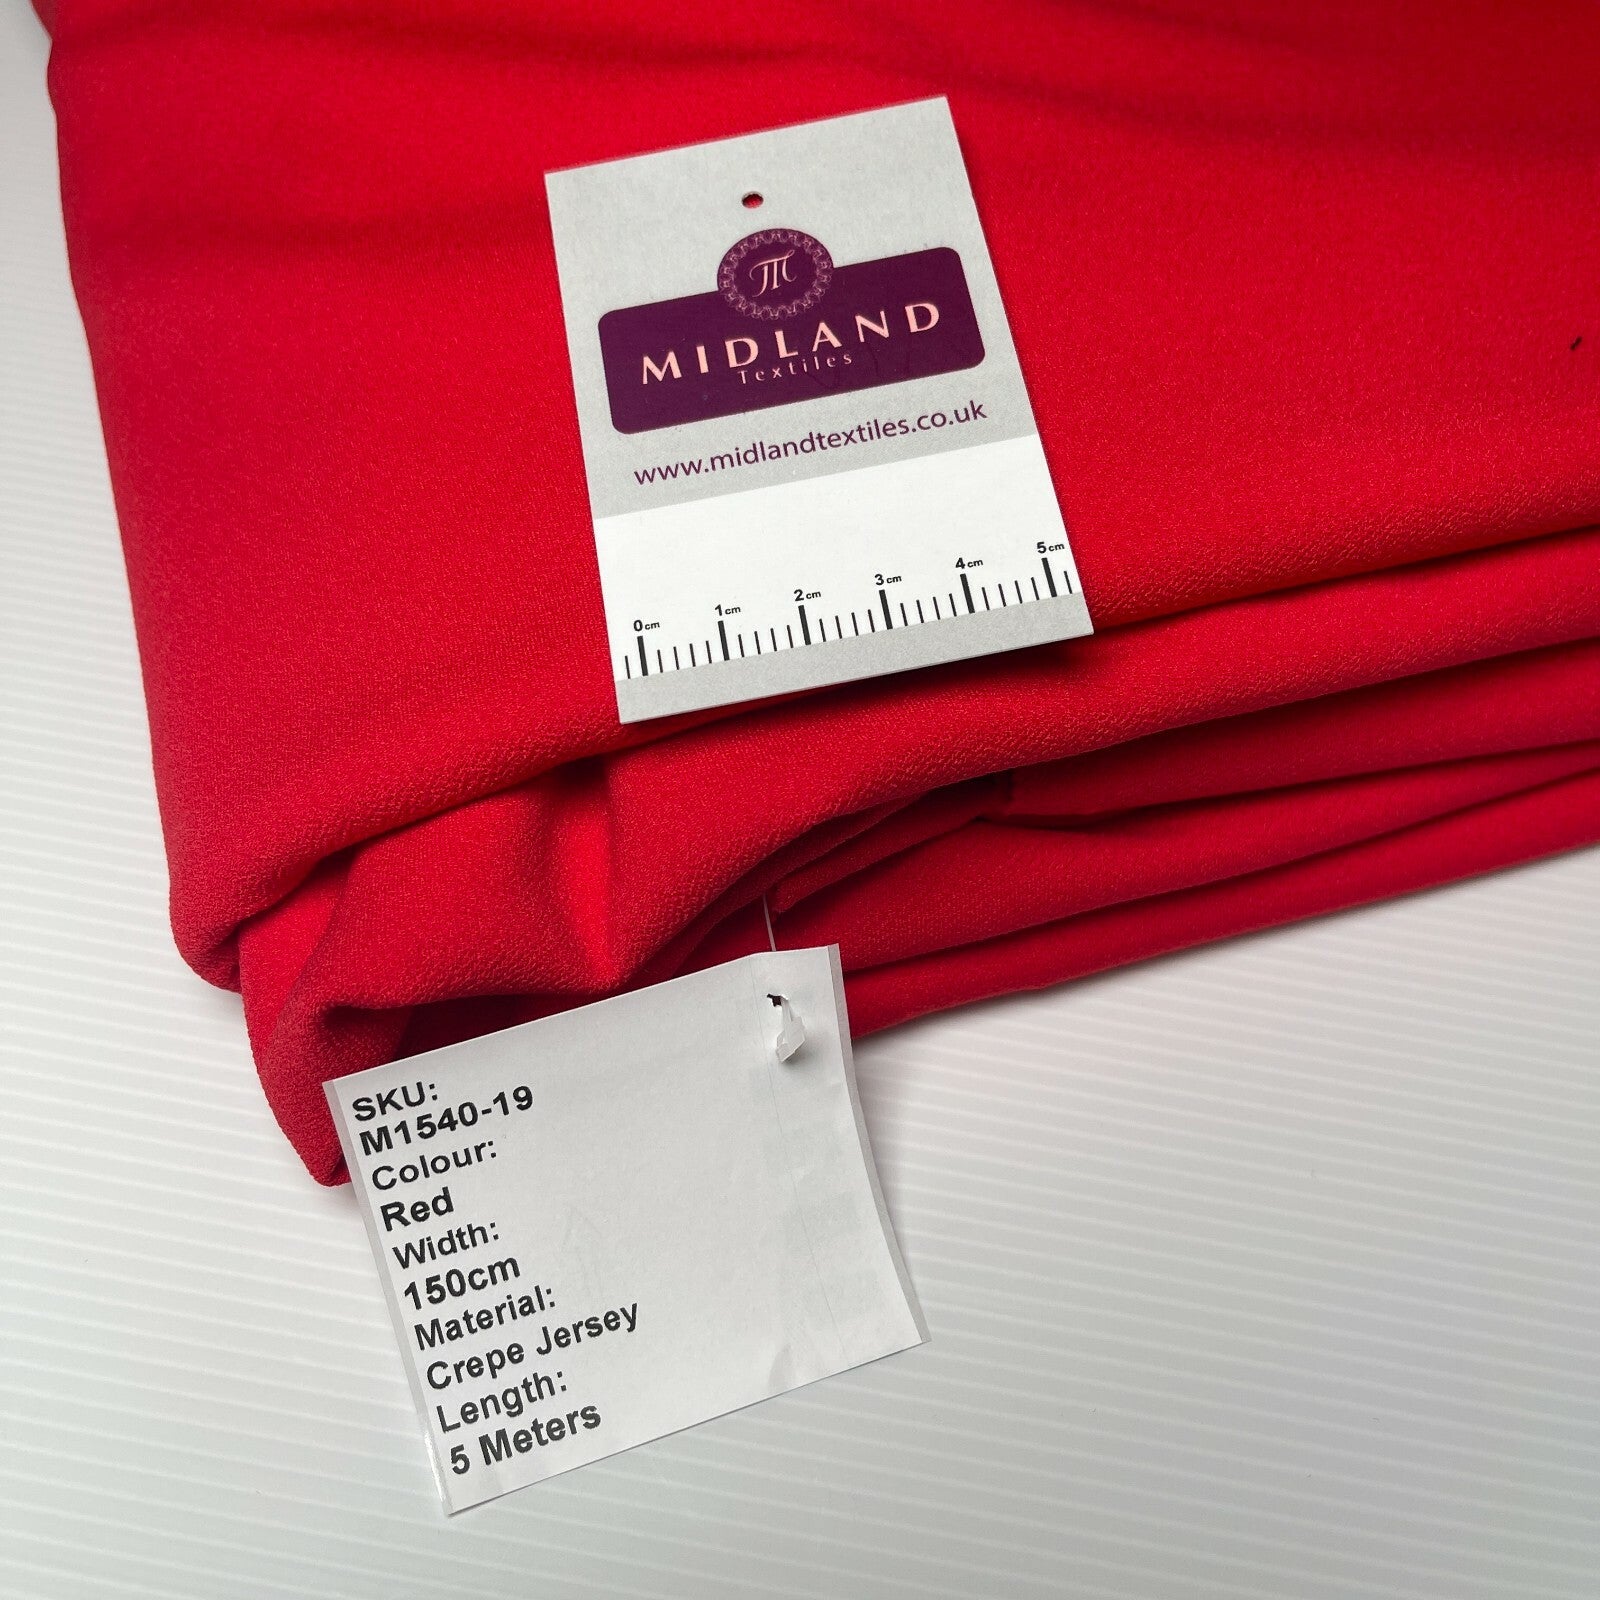 m
MIDLAND
Textiles
www.midlandtextiles.co.uk
0cm 1cm 2cm 3cm 4cm 5cm
SKU:
M1540-19
Colour:
Red
Width:
150cm
Material:
Crepe Jersey
Length:
5 Meters